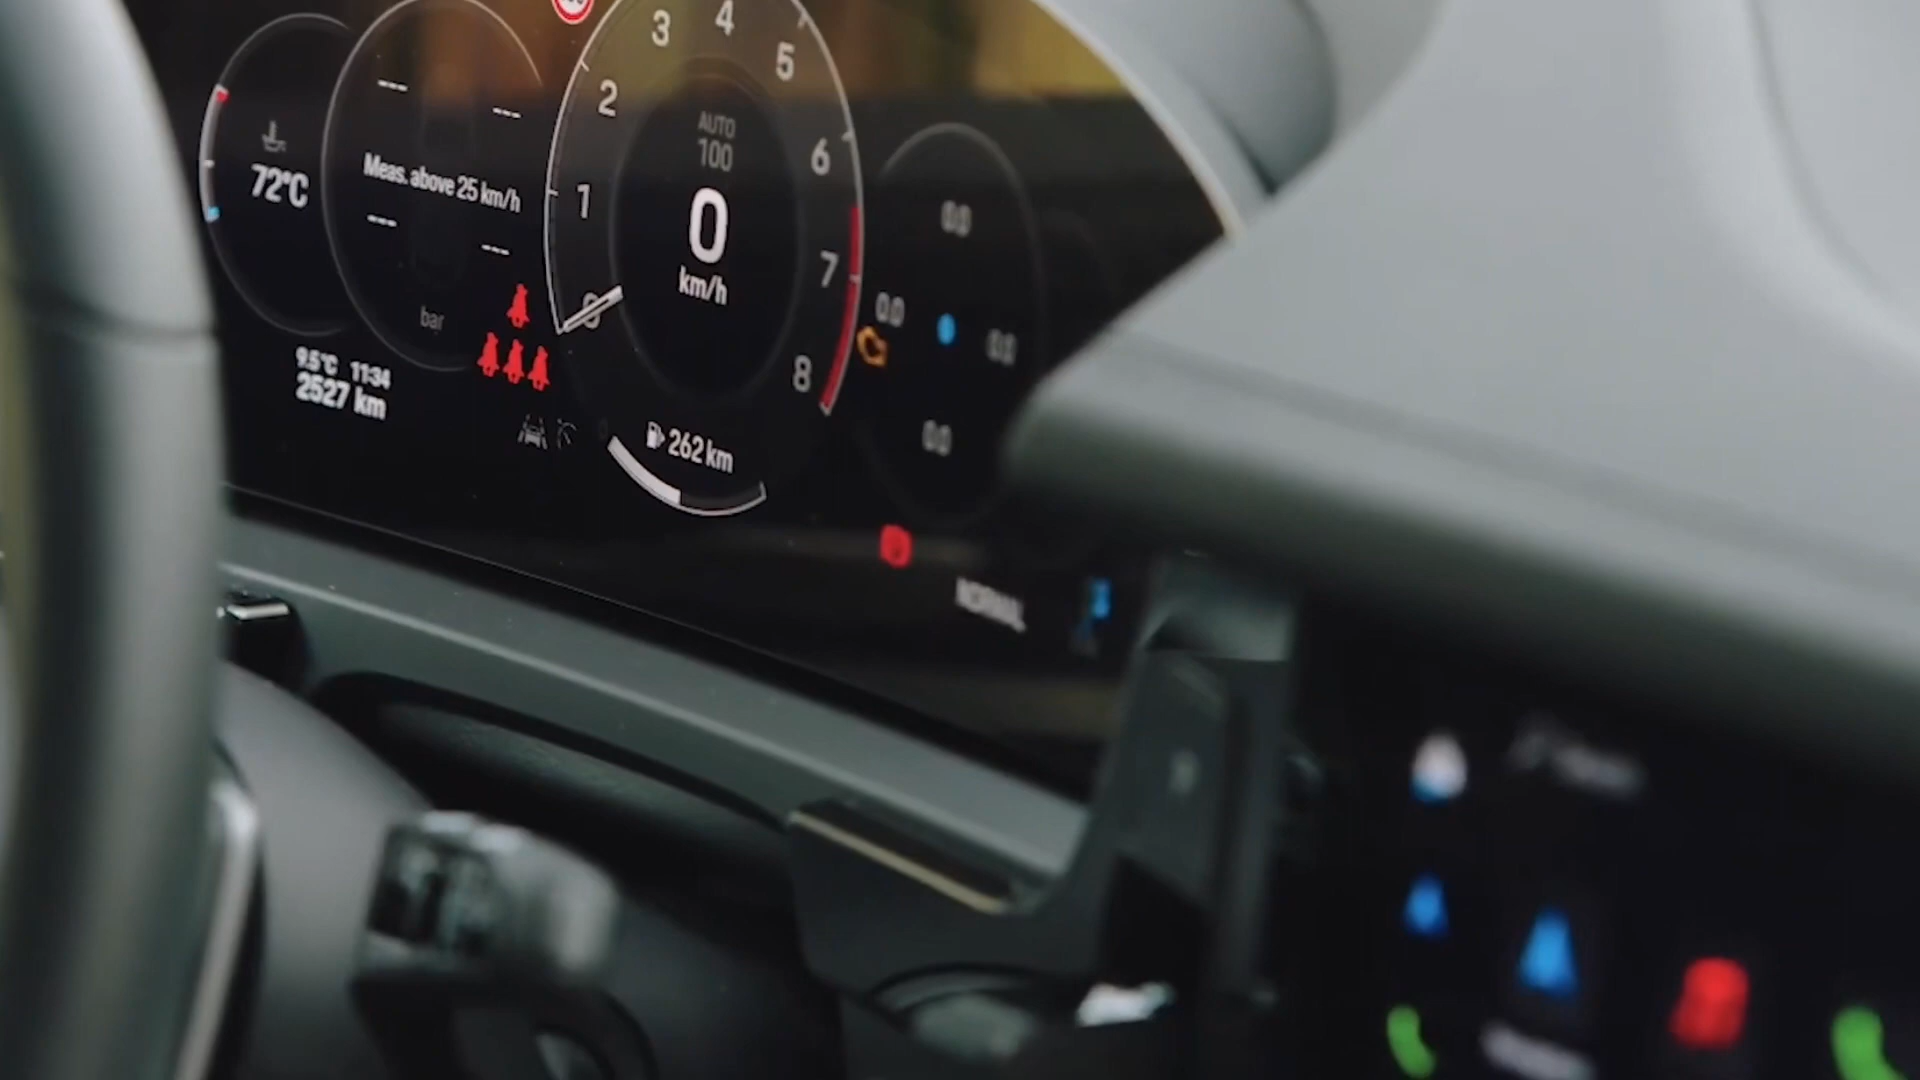 3
4
5
2
6
1
7
0
8
AUTO
100
0
km/h
72°C
-- --
Meas. above 25 km/h
-- --
bar
9.5°C 11:34
2527 km
262 km
0.0
0.0
0.0
0.0
NORMAL